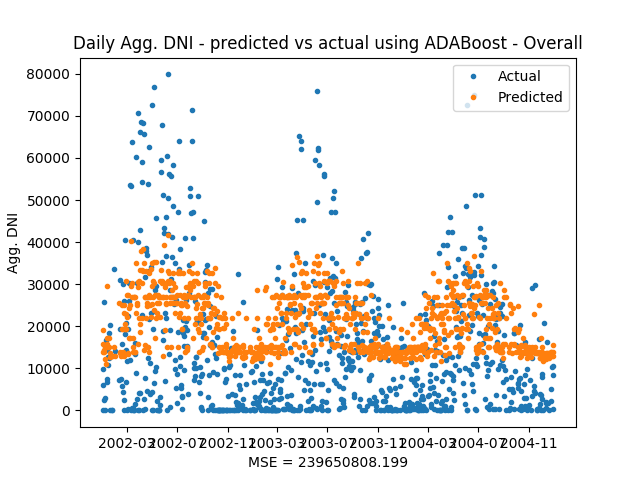 Daily Agg. DNI - predicted vs actual using ADABoost - Overall
Actual
Predicted
80000
70000
60000
50000
40000
30000
20000
10000
0
Agg. DNI
2002-03 2002-07 2002-11 2003-03 2003-07 2003-11 2004-03 2004-07 2004-11
MSE = 239650808.199